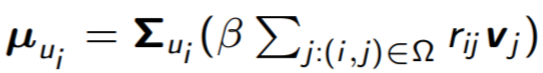 𝝁_{u_i} = 𝚺_{u_i}(β ∑_{j:(i,j)∈Ω} r_{ij}𝐯_j)